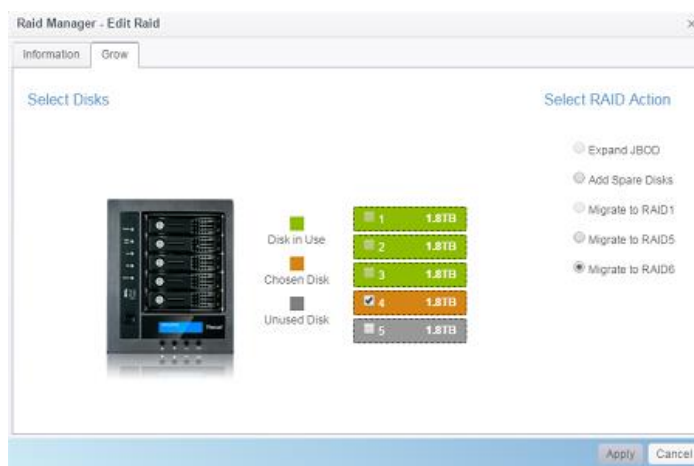 Raid Manager - Edit Raid
×
Information
Grow
Select Disks
Select RAID Action
Disk in Use
Chosen Disk
Unused Disk
1 1.8TB
2 1.8TB
3 1.8TB
4 1.8TB
5 1.8TB
Expand JBOD
Add Spare Disks
Migrate to RAID1
Migrate to RAID5
Migrate to RAID6
Apply
Cancel